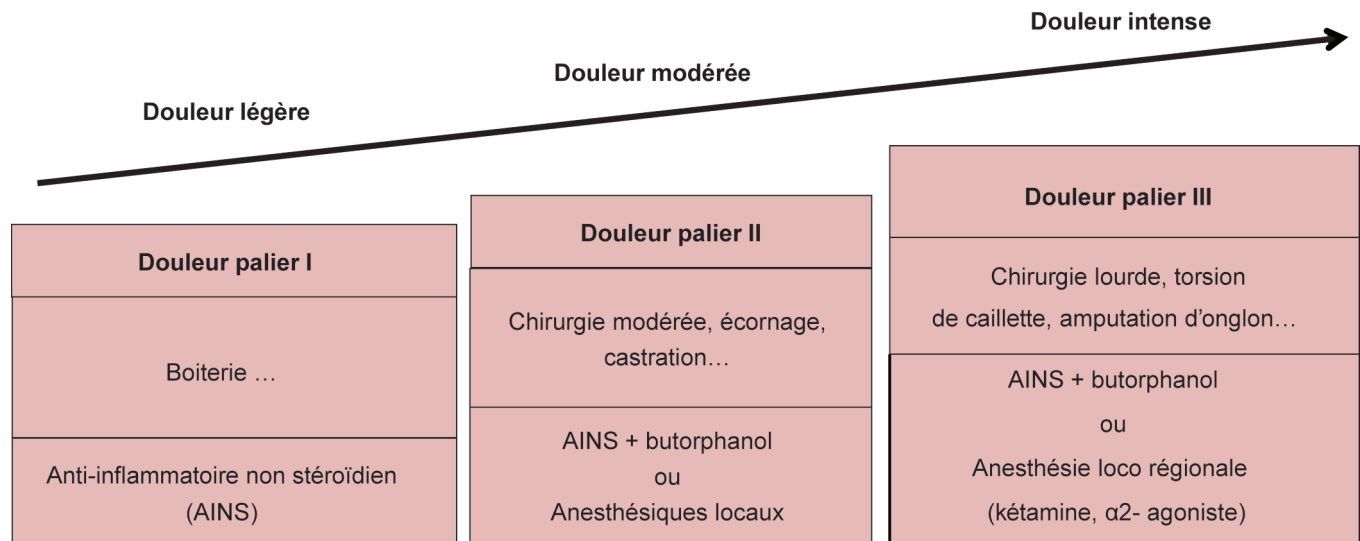 Douleur légère
Douleur modérée
Douleur intense
Douleur palier I
Boiterie …
Anti-inflammatoire non stéroïdien
(AINS)
Douleur palier II
Chirurgie modérée, écornage,
castration…
AINS + butorphanol
ou
Anesthésiques locaux
Douleur palier III
Chirurgie lourde, torsion
de caillette, amputation d’onglon…
AINS + butorphanol
ou
Anesthésie loco régionale
(kétamine, α2- agoniste)